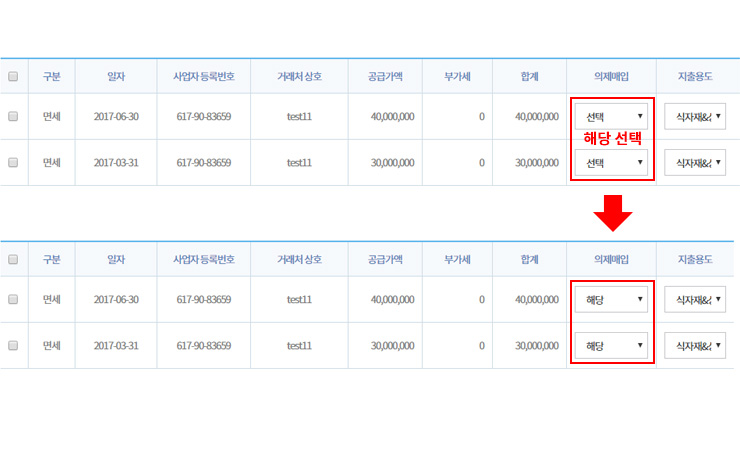 구분 일자 사업자 등록번호 거래처 상호 공급가액 부가세 합계 의제매입 지출용도
면세 2017-06-30 617-90-83659 test11 40,000,000 0 40,000,000 선택 식자재&
해당 선택
면세 2017-03-31 617-90-83659 test11 30,000,000 0 30,000,000 선택 식자재&
구분 일자 사업자 등록번호 거래처 상호 공급가액 부가세 합계 의제매입 지출용도
면세 2017-06-30 617-90-83659 test11 40,000,000 0 40,000,000 해당 식자재&
면세 2017-03-31 617-90-83659 test11 30,000,000 0 30,000,000 해당 식자재&